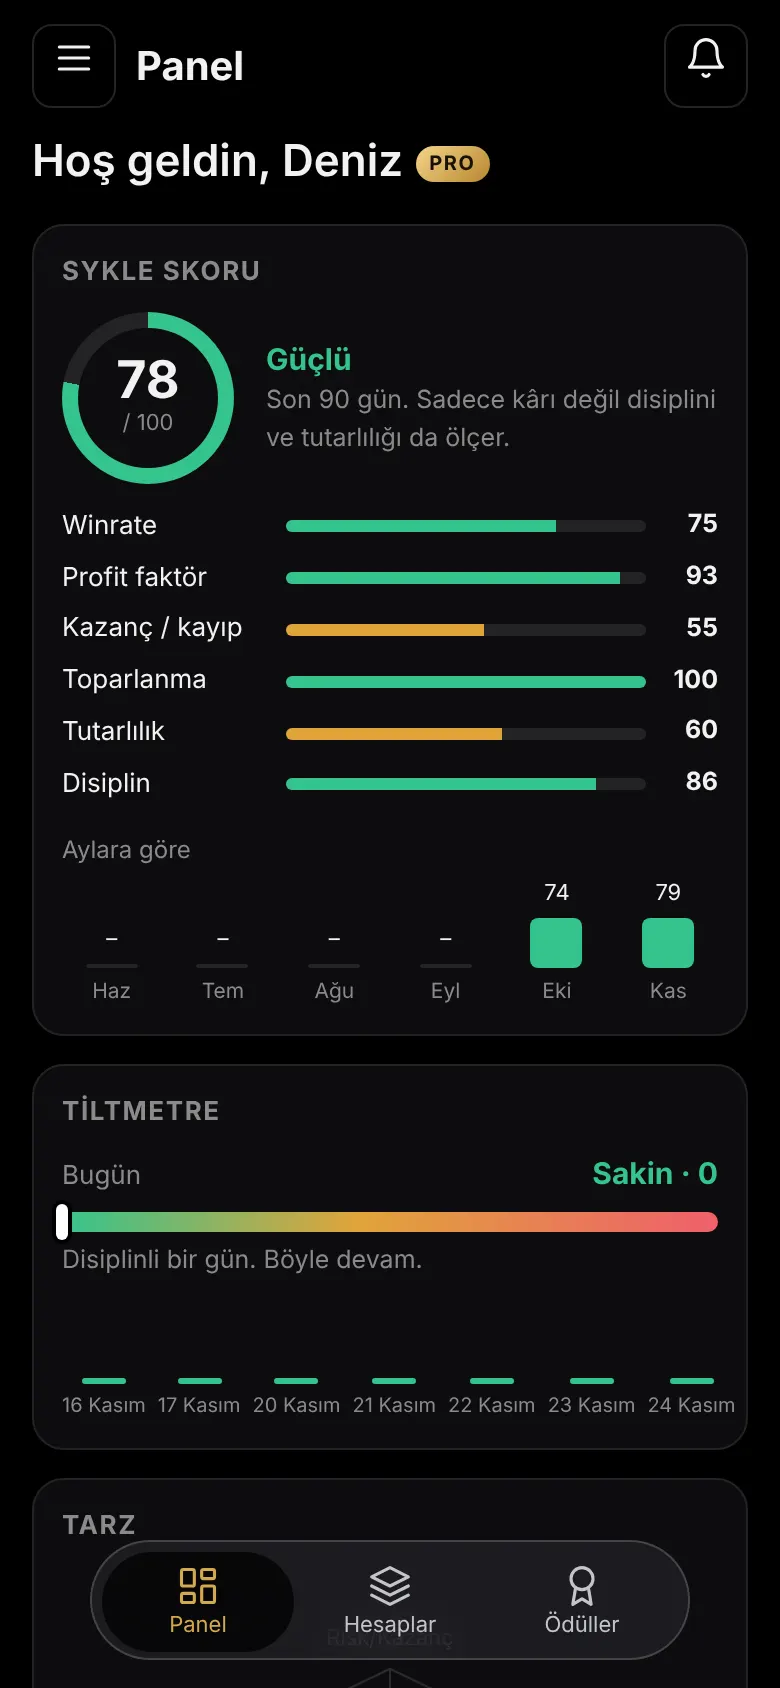 Panel
Hoş geldin, Deniz PRO
SYKLE SKORU
78
/ 100
Güçlü
Son 90 gün. Sadece kârı değil disiplini
ve tutarlılığı da ölçer.
Winrate 75
Profit faktör 93
Kazanç / kayıp 55
Toparlanma 100
Tutarlılık 60
Disiplin 86
Aylara göre
– – – – 74 79
Haz Tem Ağu Eyl Eki Kas
TİLTMETRE
Bugün Sakin · 0
Disiplinli bir gün. Böyle devam.
16 Kasım 17 Kasım 20 Kasım 21 Kasım 22 Kasım 23 Kasım 24 Kasım
TARZ
Panel Hesaplar Ödüller
Risk/Kazanç